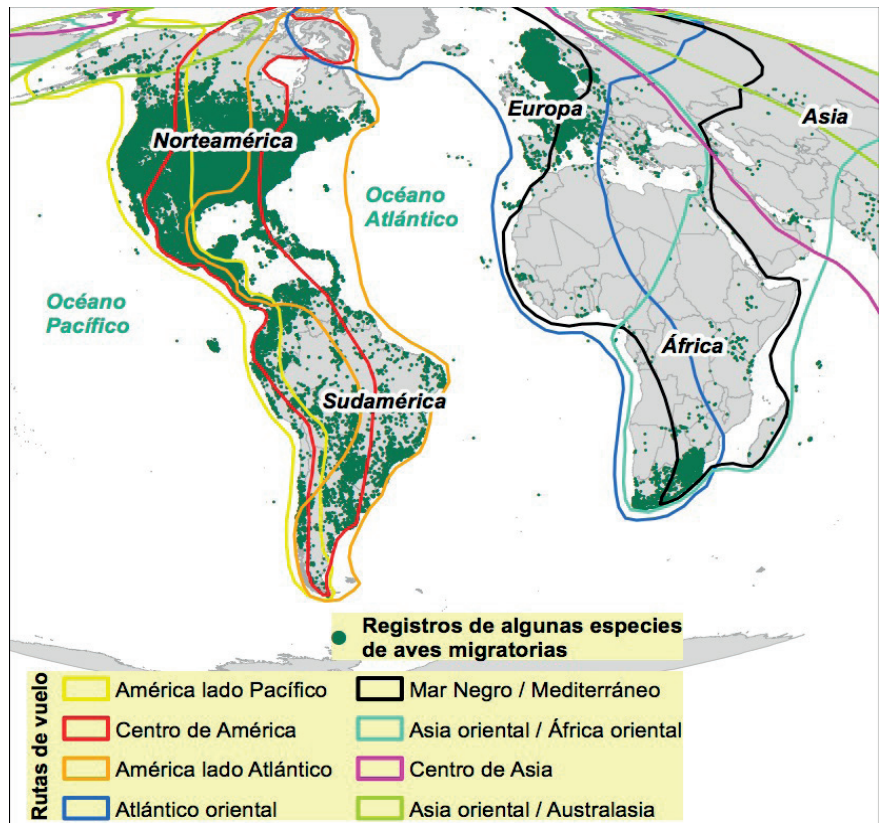 Norteamérica
Europa
Asia
Océano
Atlántico
Océano
Pacífico
África
Sudamérica
Registros de algunas especies
de aves migratorias
Rutas de vuelo
América lado Pacífico
Centro de América
América lado Atlántico
Atlántico oriental
Mar Negro / Mediterráneo
Asia oriental / África oriental
Centro de Asia
Asia oriental / Australasia